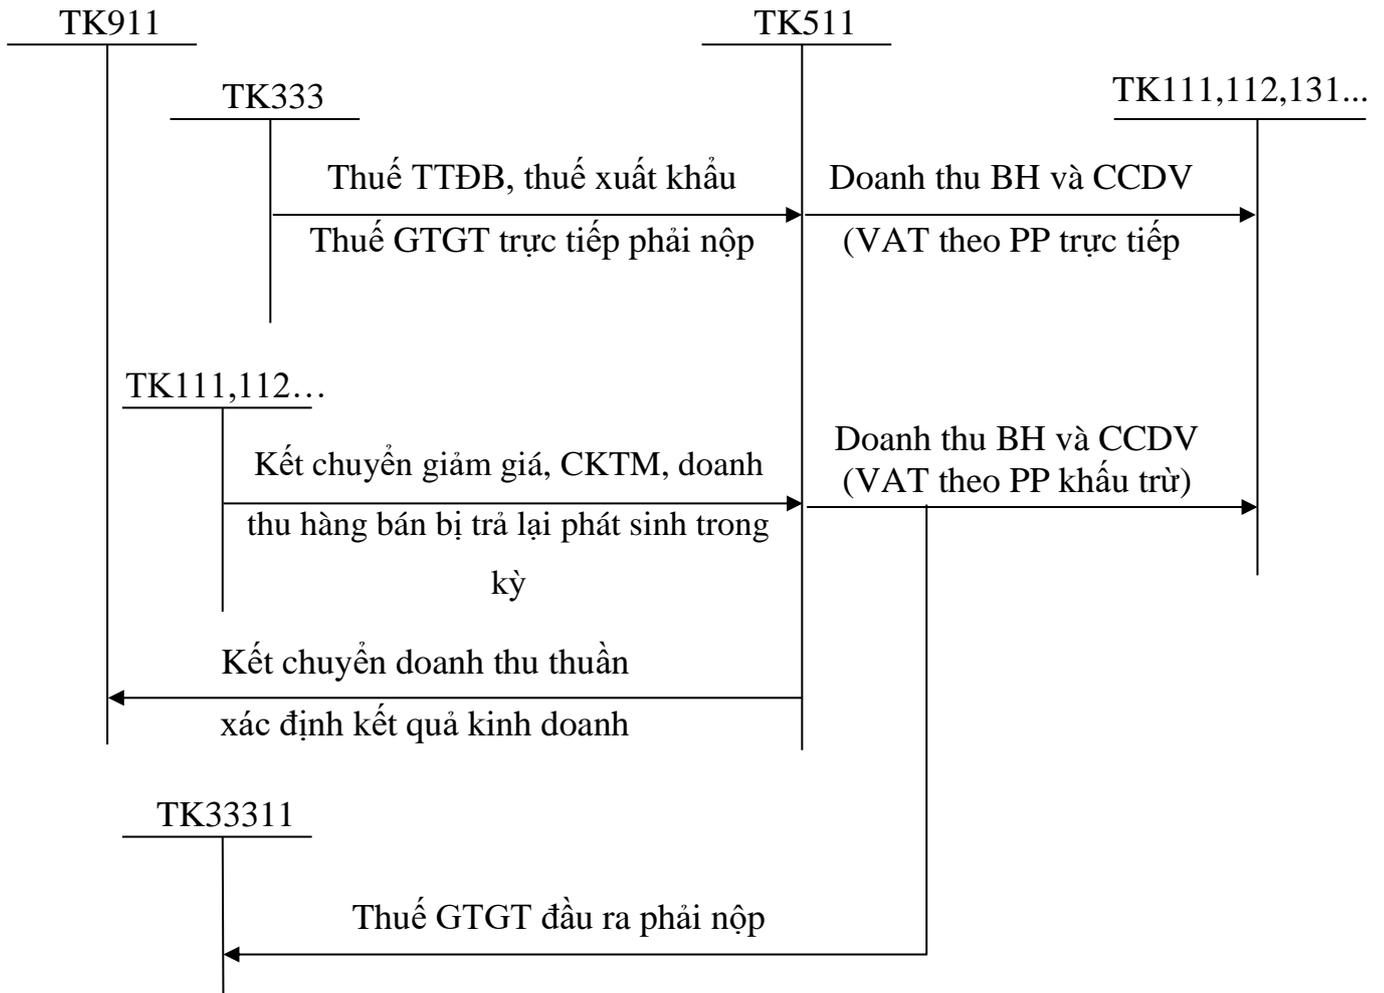 TK911
TK511
TK333
TK111,112,131...
Thuế TTĐB, thuế xuất khẩu
Doanh thu BH và CCDV
Thuế GTGT trực tiếp phải nộp
(VAT theo PP trực tiếp
TK111,112…
Doanh thu BH và CCDV
(VAT theo PP khấu trừ)
Kết chuyển giảm giá, CKTM, doanh
thu hàng bán bị trả lại phát sinh trong
kỳ
Kết chuyển doanh thu thuần
xác định kết quả kinh doanh
TK33311
Thuế GTGT đầu ra phải nộp